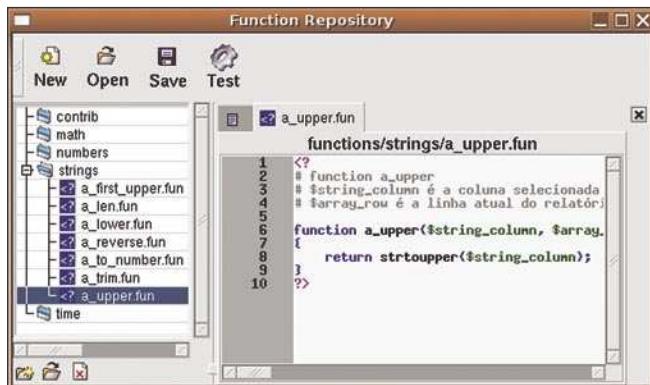 Function Repository
New Open Save Test
contrib
math
numbers
strings
a_first_upper.fun
a_len.fun
a_lower.fun
a_reverse.fun
a_to_number.fun
a_trim.fun
a_upper.fun
time
a_upper.fun
functions/strings/a_upper.fun
1 <?
2 # function a_upper
3 # $string_column é a coluna selecionada
4 # $array_row é a linha atual do relatóri
5
6 function a_upper($string_column, $array_
7 {
8 return strtoupper($string_column);
9 }
10 ?>